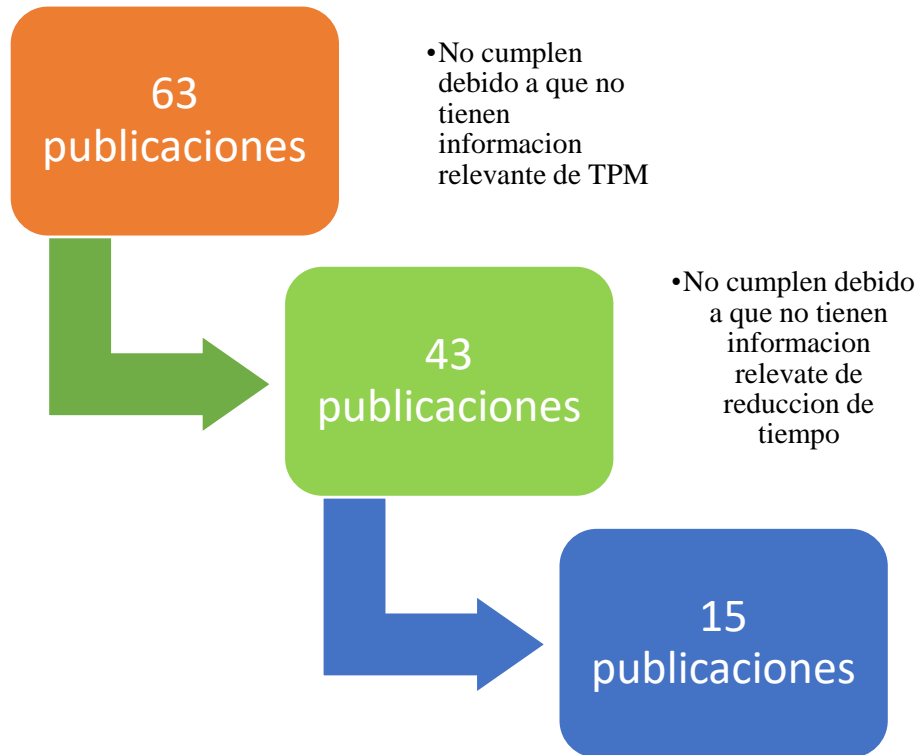 63
publicaciones
•No cumplen
debido a que no
tienen
informacion
relevante de TPM
43
publicaciones
•No cumplen debido
a que no tienen
informacion
relevate de
reduccion de
tiempo
15
publicaciones